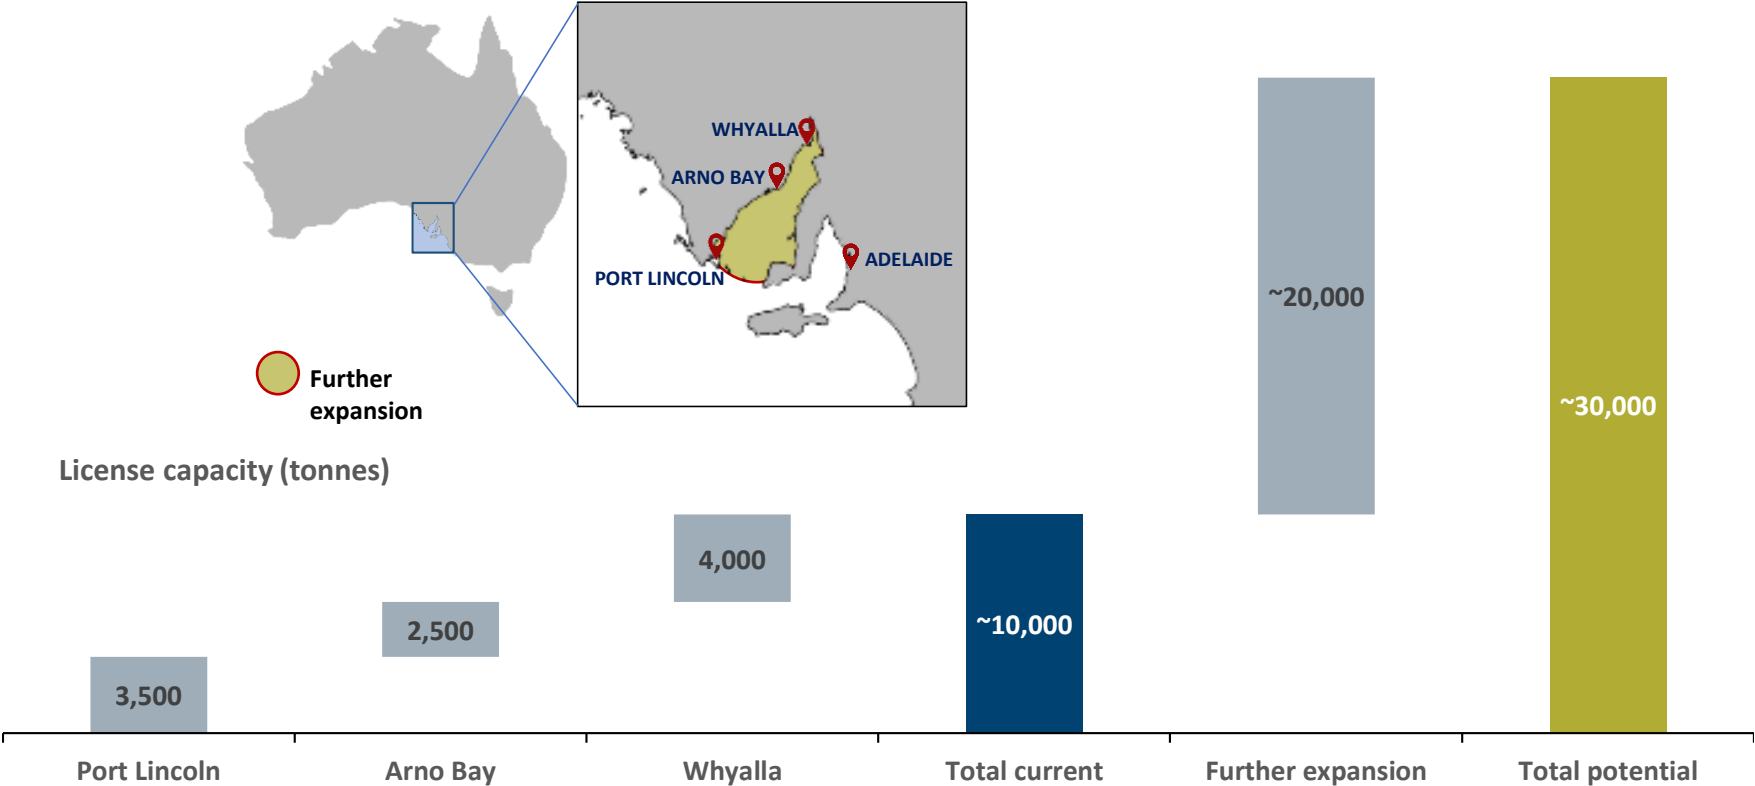 WHYALLA
ARNO BAY
ADELAIDE
PORT LINCOLN
Further
expansion
License capacity (tonnes)
3,500
2,500
4,000
~10,000
~20,000
~30,000
Port Lincoln
Arno Bay
Whyalla
Total current
Further expansion
Total potential